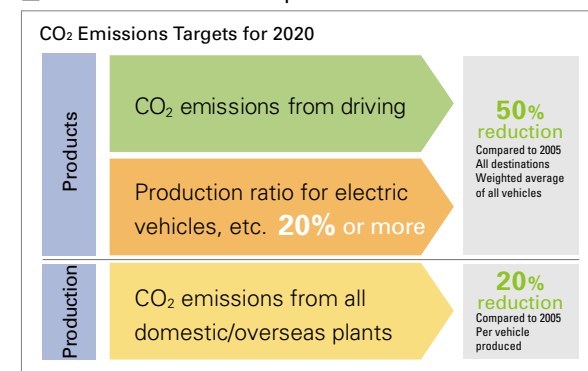 CO₂ Emissions Targets for 2020
Products
CO₂ emissions from driving
Production ratio for electric
vehicles, etc. 20% or more
50%
reduction
Compared to 2005
All destinations
Weighted average
of all vehicles
Production
CO₂ emissions from all
domestic/overseas plants
20%
reduction
Compared to 2005
Per vehicle
produced